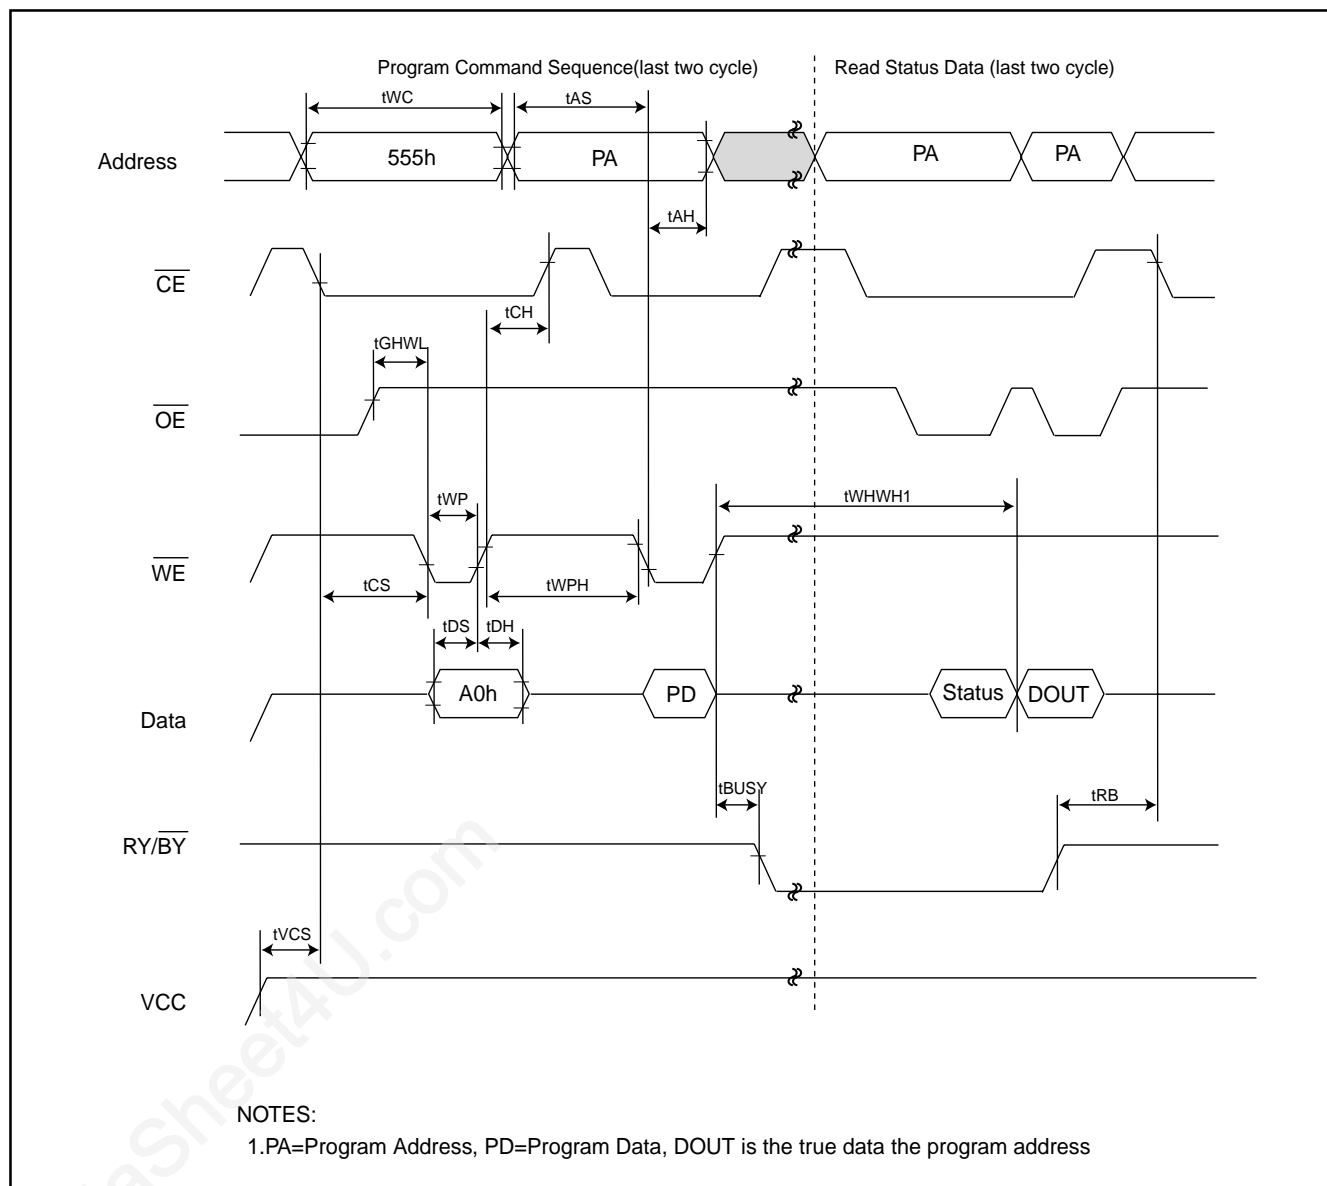 Program Command Sequence(last two cycle) Read Status Data (last two cycle)
tWC tAS
Address 555h PA PA PA
tAH
CE
tCH
tGHWL
OE
tWP tWHWH1
WE
tCS tWPH
tDS tDH
Data A0h PD Status DOUT
tBUSY tRB
RY/BY
tVCS
VCC
NOTES:
1.PA=Program Address, PD=Program Data, DOUT is the true data the program address
aSheet4U.com